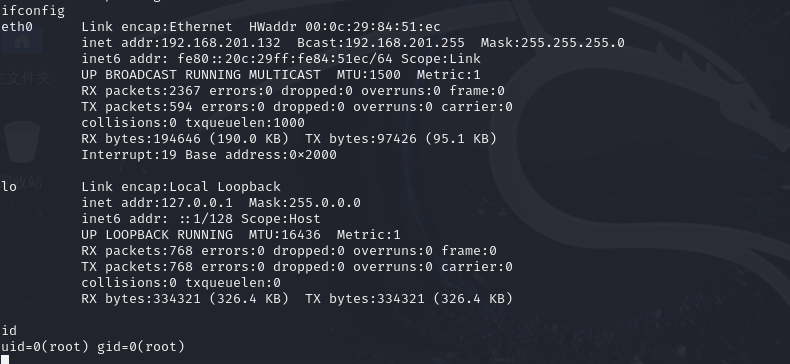 ifconfig
eth0      Link encap:Ethernet  HWaddr 00:0c:29:84:51:ec
          inet addr:192.168.201.132  Bcast:192.168.201.255  Mask:255.255.255.0
          inet6 addr: fe80::20c:29ff:fe84:51ec/64 Scope:Link
          UP BROADCAST RUNNING MULTICAST  MTU:1500  Metric:1
          RX packets:2367 errors:0 dropped:0 overruns:0 frame:0
          TX packets:594 errors:0 dropped:0 overruns:0 carrier:0
          collisions:0 txqueuelen:1000
          RX bytes:194646 (190.0 KB)  TX bytes:97426 (95.1 KB)
          Interrupt:19 Base address:0×2000
文件夹
lo        Link encap:Local Loopback
          inet addr:127.0.0.1  Mask:255.0.0.0
          inet6 addr: ::1/128 Scope:Host
          UP LOOPBACK RUNNING  MTU:16436  Metric:1
          RX packets:768 errors:0 dropped:0 overruns:0 frame:0
          TX packets:768 errors:0 dropped:0 overruns:0 carrier:0
          collisions:0 txqueuelen:0
          RX bytes:334321 (326.4 KB)  TX bytes:334321 (326.4 KB)
收站
id
uid=0(root) gid=0(root)